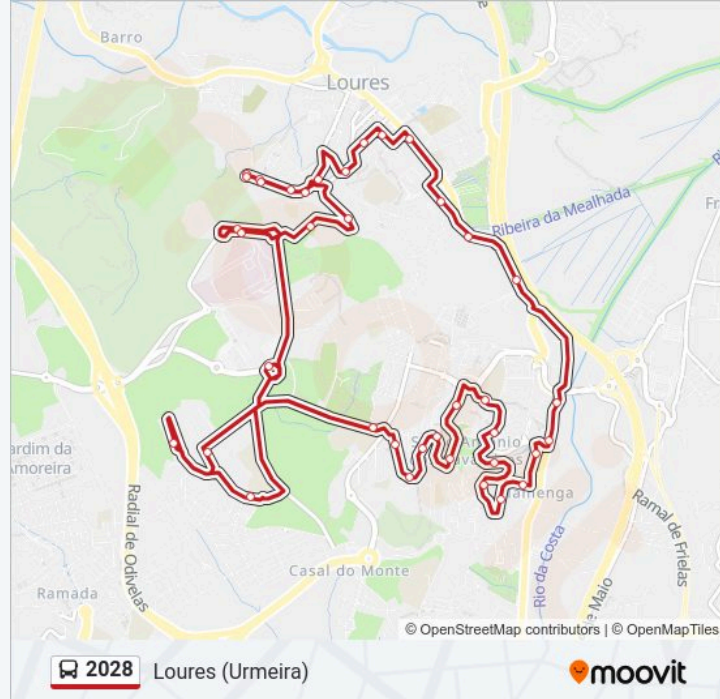 Barro
Loures
Ribeira da Mealhada
Fr
ardim da
Amoreira
Radial de Odivelas
Ramada
Casal do Monte
Rio da Costa
Ramal de Frielas
Maio
© OpenStreetMap contributors | © OpenMapTiles
2028 Loures (Urmeira)
moovit